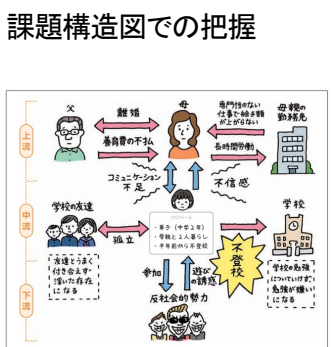 課題構造図での把握
上流
父
離婚
母
専門性のない
仕事で給与額
が上がらない
母親の
勤務先
養育費の不払
長時間労働
コミュニケーション
不足
不信感
中流
学校の友達
プロフィール
・単子(中学2年)
・母親と2人暮らし
・半年前から不登校
学校
孤立
不登校
下流
友達とうまく
付き合えず
浮いた存在
になる
参加
遊び
の誘惑
学校の勉強
についていけず、
勉強が嫌い
になる
反社会的勢力